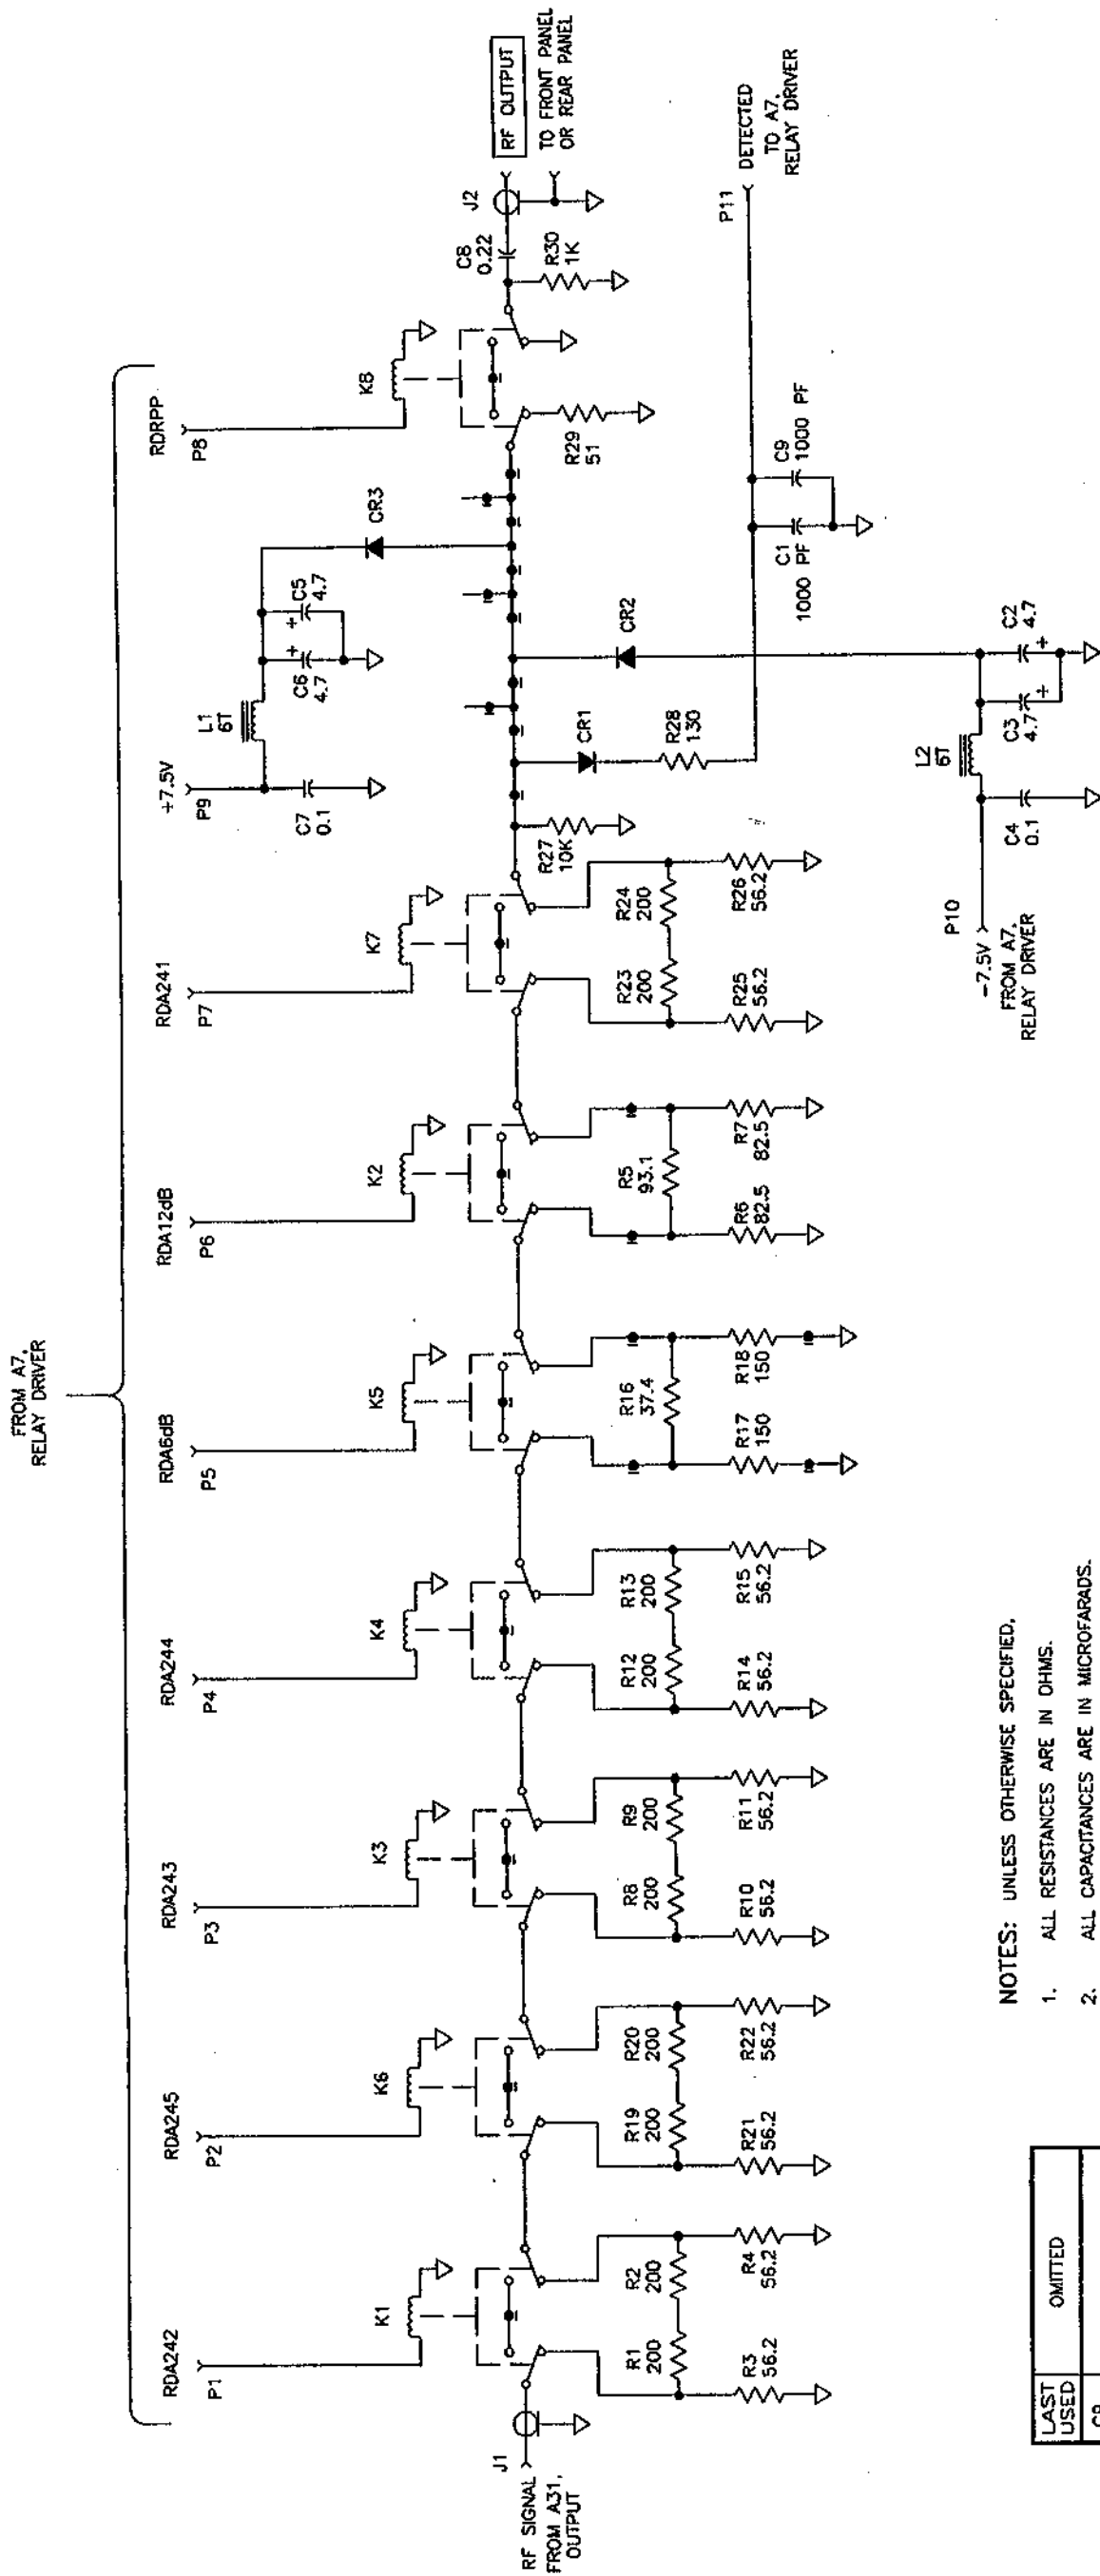 FROM A7,
RELAY DRIVER
RDA242
P1
RDA245
P2
RDA243
P3
RDA244
P4
RDA6dB
P5
RDA12dB
P6
RDA241
P7
+7.5V
P9
RDRPP
P8
K1
K6
K3
K4
K5
K2
K7
K8
L1
6T
C7
0.1
C6
4.7
+
C5
4.7
+
CR3
J1
RF SIGNAL
FROM A31,
OUTPUT
R1
200
R2
200
R3
56.2
R4
56.2
R19
200
R20
200
R21
56.2
R22
56.2
R8
200
R9
200
R10
56.2
R11
56.2
R12
200
R13
200
R14
56.2
R15
56.2
R16
37.4
R17
150
R18
150
R5
93.1
R6
82.5
R7
82.5
R23
200
R24
200
R25
56.2
R26
56.2
R27
10K
CR1
R28
130
CR2
R29
51
C8
0.22
R30
1K
J2
RF OUTPUT
TO FRONT PANEL
OR REAR PANEL
C1
1000 PF
C9
1000 PF
P11
DETECTED
TO A7,
RELAY DRIVER
P10
-7.5V
FROM A7,
RELAY DRIVER
L2
6T
C4
0.1
C3
4.7
+
C2
4.7
+
NOTES: UNLESS OTHERWISE SPECIFIED,
1. ALL RESISTANCES ARE IN OHMS.
2. ALL CAPACITANCES ARE IN MICROFARADS.
LAST
USED
OMITTED